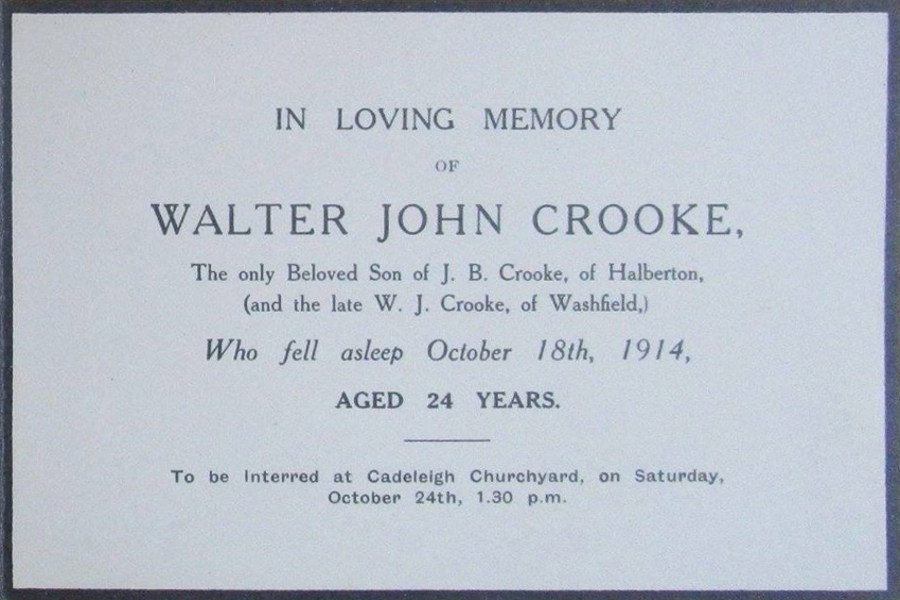 IN LOVING MEMORY
OF
WALTER JOHN CROOKE,
The only Beloved Son of J. B. Crooke, of Halberton,
(and the late W. J. Crooke, of Washfield,)
Who fell asleep October 18th, 1914,
AGED 24 YEARS.
To be Interred at Cadeleigh Churchyard, on Saturday,
October 24th, 1.30 p.m.